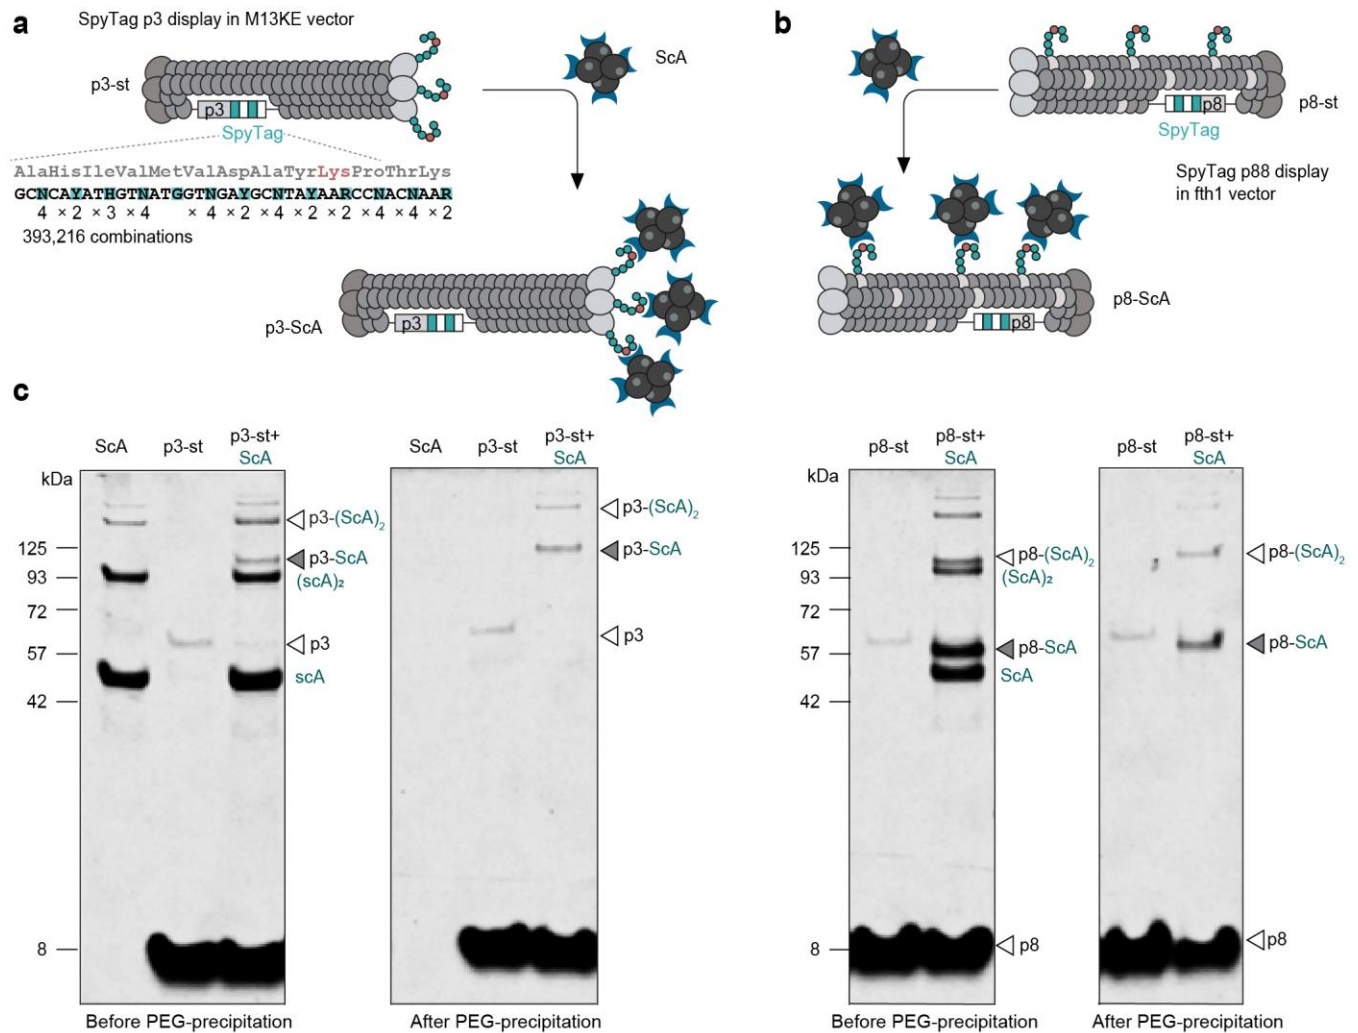 a
SpyTag p3 display in M13KE vector
p3-st
p3
SpyTag
ScA
AlaHisIleValMetValAspAlaTyrLysProThrLys
GCNCAYATHGTNATGGTNGAYGCNTAYAARCCNACNAAR
4 × 2 × 3 × 4 × 4 × 2 × 4 × 2 × 2 × 4 × 4 × 2
393,216 combinations
p3-ScA
p3
b
p8-st
p8
SpyTag
SpyTag p88 display
in fth1 vector
p8-ScA
p8
c
ScA p3-st p3-st+
ScA
kDa
125
93
72
57
42
8
p3-(ScA)₂
p3-ScA
(scA)₂
p3
scA
Before PEG-precipitation
ScA p3-st p3-st+
ScA
p3-(ScA)₂
p3-ScA
p3
After PEG-precipitation
p8-st p8-st+
ScA
kDa
125
93
72
57
42
8
p8-(ScA)₂
(ScA)₂
p8-ScA
ScA
p8
Before PEG-precipitation
p8-st p8-st+
ScA
p8-(ScA)₂
p8-ScA
p8
After PEG-precipitation